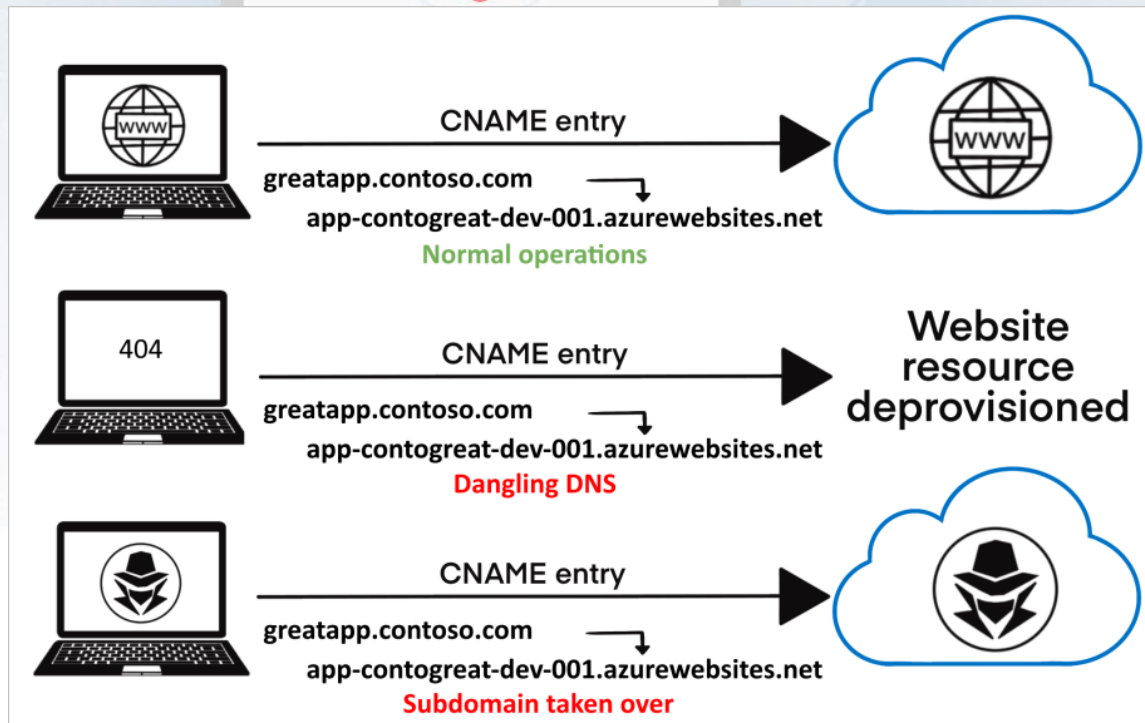 WWW
CNAME entry
WWW
greatapp.contoso.com
app-contogreat-dev-001.azurewebsites.net
Normal operations
404
CNAME entry
Website
resource
deprovisioned
greatapp.contoso.com
app-contogreat-dev-001.azurewebsites.net
Dangling DNS
CNAME entry
greatapp.contoso.com
app-contogreat-dev-001.azurewebsites.net
Subdomain taken over